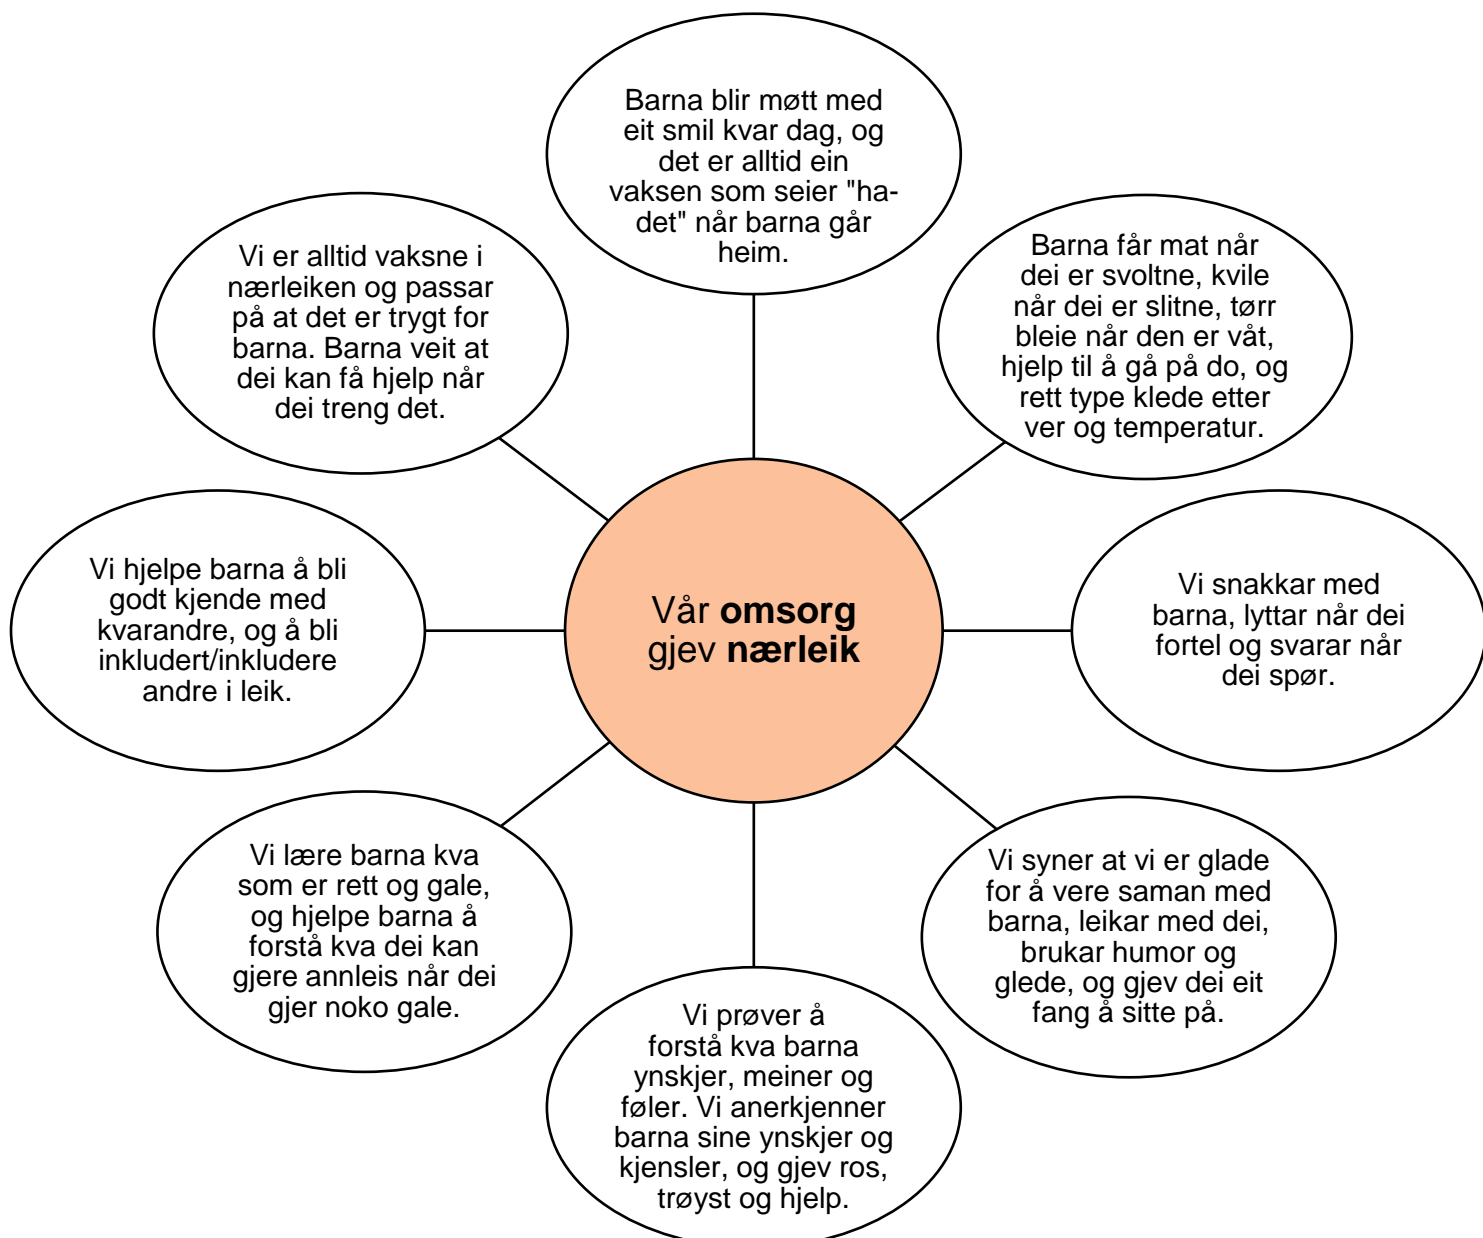 Barna blir møtt med
eit smil kvar dag, og
det er alltid ein
vaksen som seier "ha-
det" når barna går
heim.
Barna får mat når
dei er svoltne, kvile
når dei er slitne, tørr
bleie når den er våt,
hjelp til å gå på do, og
rett type klede etter
ver og temperatur.
Vi snakkar med
barna, lyttar når dei
fortel og svarar når
dei spør.
Vi syner at vi er glade
for å vere saman med
barna, leikar med dei,
brukar humor og
glede, og gjev dei eit
fang å sitte på.
Vi prøver å
forstå kva barna
ynskjer, meiner og
føler. Vi anerkjenner
barna sine ynskjer og
kjensler, og gjev ros,
trøyst og hjelp.
Vi lære barna kva
som er rett og gale,
og hjelpe barna å
forstå kva dei kan
gjere annleis når dei
gjer noko gale.
Vi hjelpe barna å bli
godt kjende med
kvarandre, og å bli
inkludert/inkludere
andre i leik.
Vi er alltid vaksne i
nærleiken og passar
på at det er trygt for
barna. Barna veit at
dei kan få hjelp når
dei treng det.
Vår omsorg
gjev nærleik